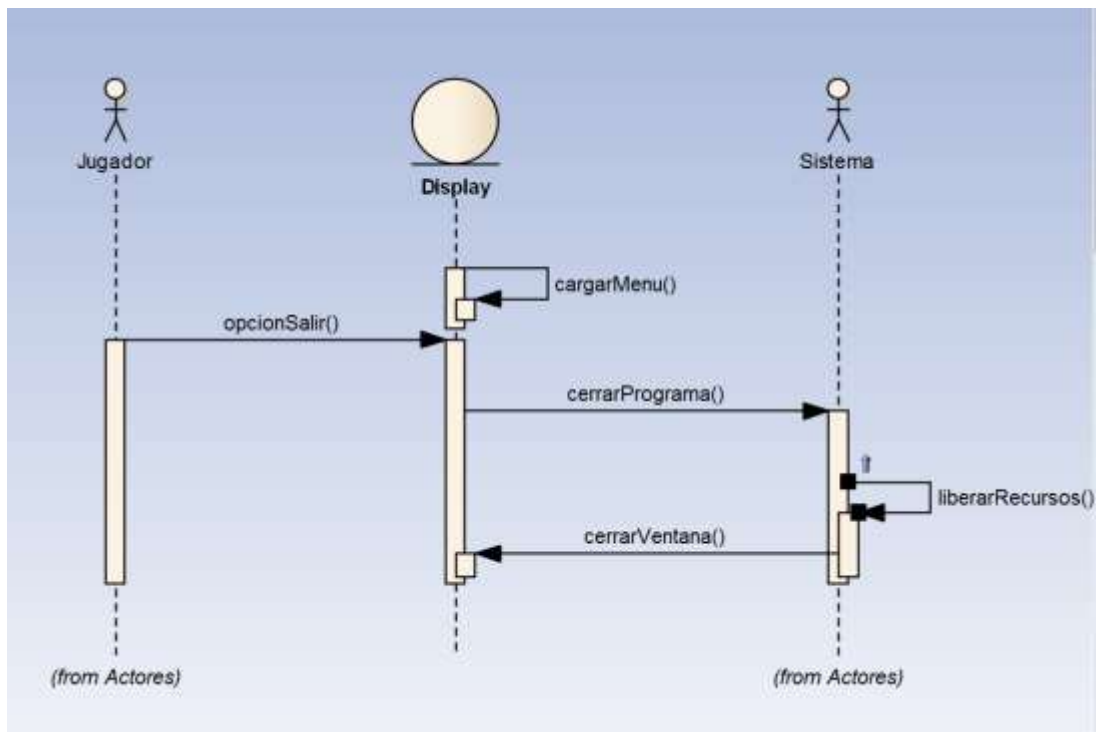 Jugador
Display
Sistema
cargarMenu()
opcionSalir()
cerrarPrograma()
liberarRecursos()
cerrarVentana()
(from Actores)
(from Actores)